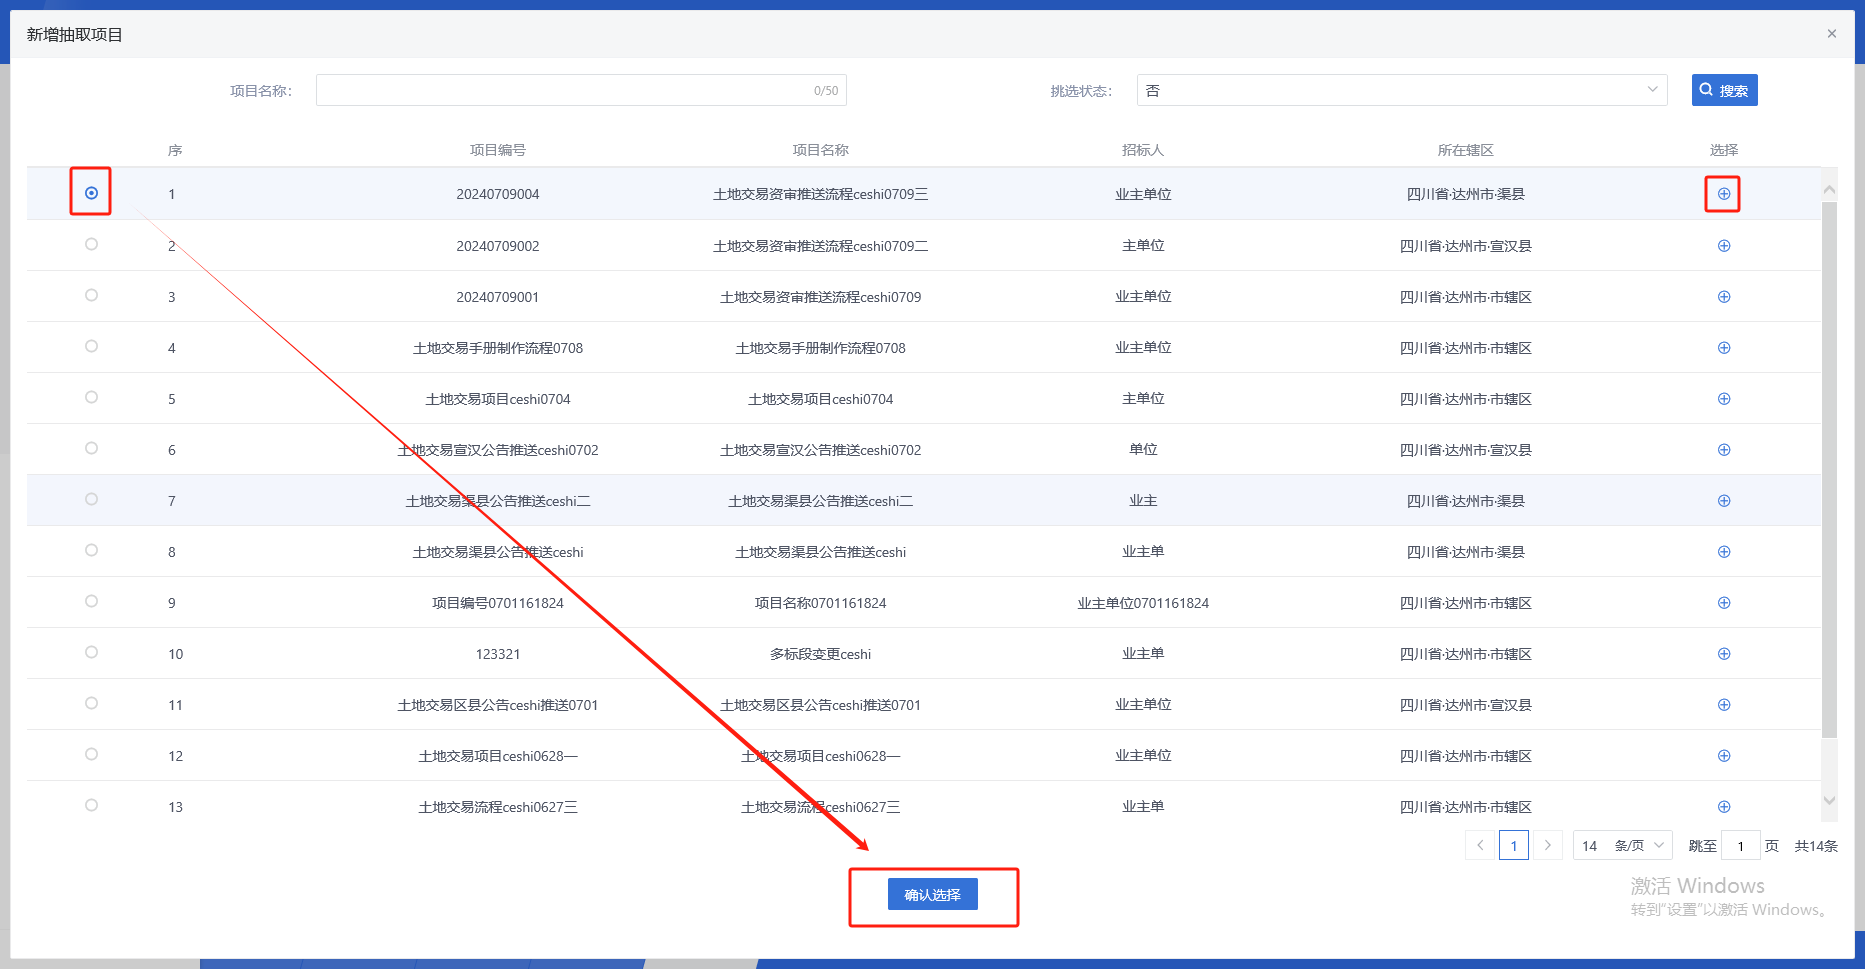 新增抽取项目
项目名称： 0/50 挑选状态： 否 搜索
序 项目编号 项目名称 招标人 所在辖区 选择
1 20240709004 土地交易资审推送流程ceshi0709三 业主单位 四川省·达州市·渠县
2 20240709002 土地交易资审推送流程ceshi0709二 主单位 四川省·达州市·宣汉县
3 20240709001 土地交易资审推送流程ceshi0709 业主单位 四川省·达州市·市辖区
4 土地交易手册制作流程0708 土地交易手册制作流程0708 业主单位 四川省·达州市·市辖区
5 土地交易项目ceshi0704 土地交易项目ceshi0704 主单位 四川省·达州市·市辖区
6 土地交易宣汉公告推送ceshi0702 土地交易宣汉公告推送ceshi0702 单位 四川省·达州市·宣汉县
7 土地交易渠县公告推送ceshi二 土地交易渠县公告推送ceshi二 业主 四川省·达州市·渠县
8 土地交易渠县公告推送ceshi 土地交易渠县公告推送ceshi 业主单 四川省·达州市·渠县
9 项目编号0701161824 项目名称0701161824 业主单位0701161824 四川省·达州市·市辖区
10 123321 多标段变更ceshi 业主单 四川省·达州市·市辖区
11 土地交易区县公告ceshi推送0701 土地交易区县公告ceshi推送0701 业主单位 四川省·达州市·宣汉县
12 土地交易项目ceshi0628一 土地交易项目ceshi0628一 业主单位 四川省·达州市·市辖区
13 土地交易流程ceshi0627三 土地交易流程ceshi0627三 业主单 四川省·达州市·市辖区
1 14 条/页 跳至 1 页 共14条
确认选择
激活 Windows
转到"设置"以激活 Windows。